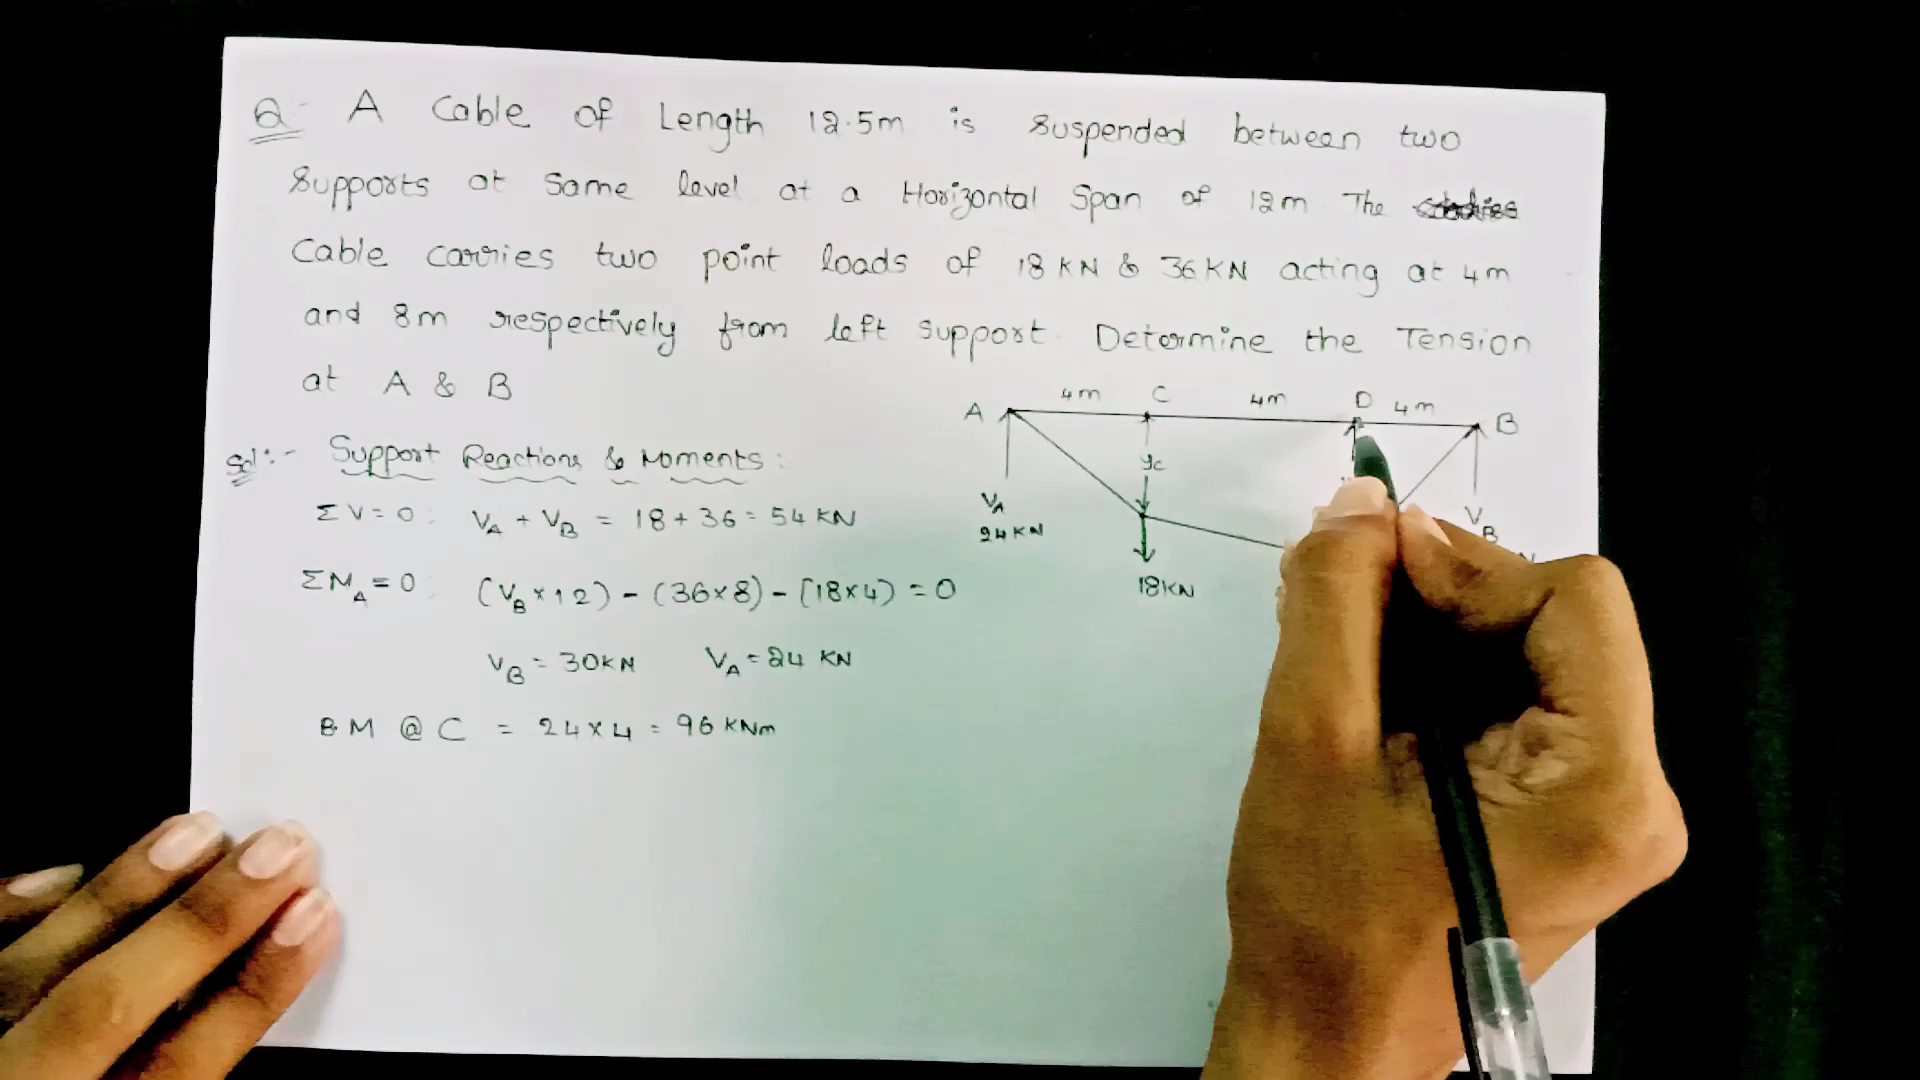 Q:- A Cable of Length 12.5m is suspended between two
supports at same level at a Horizontal Span of 12m The
Cable carries two point loads of 18 KN & 36 KN acting at 4m
and 8m respectively from left support. Determine the Tension
at A & B
4m C 4m D 4m
A B
Sol:- Support Reactions & Moments:
yc
ΣV=0: VA + VB = 18+36 = 54 KN
VA VB
24KN
ΣMA=0: (VB×12) - (36×8) - (18×4) = 0
18KN
VB = 30KN VA = 24 KN
BM @ C = 24×4 = 96 KNm